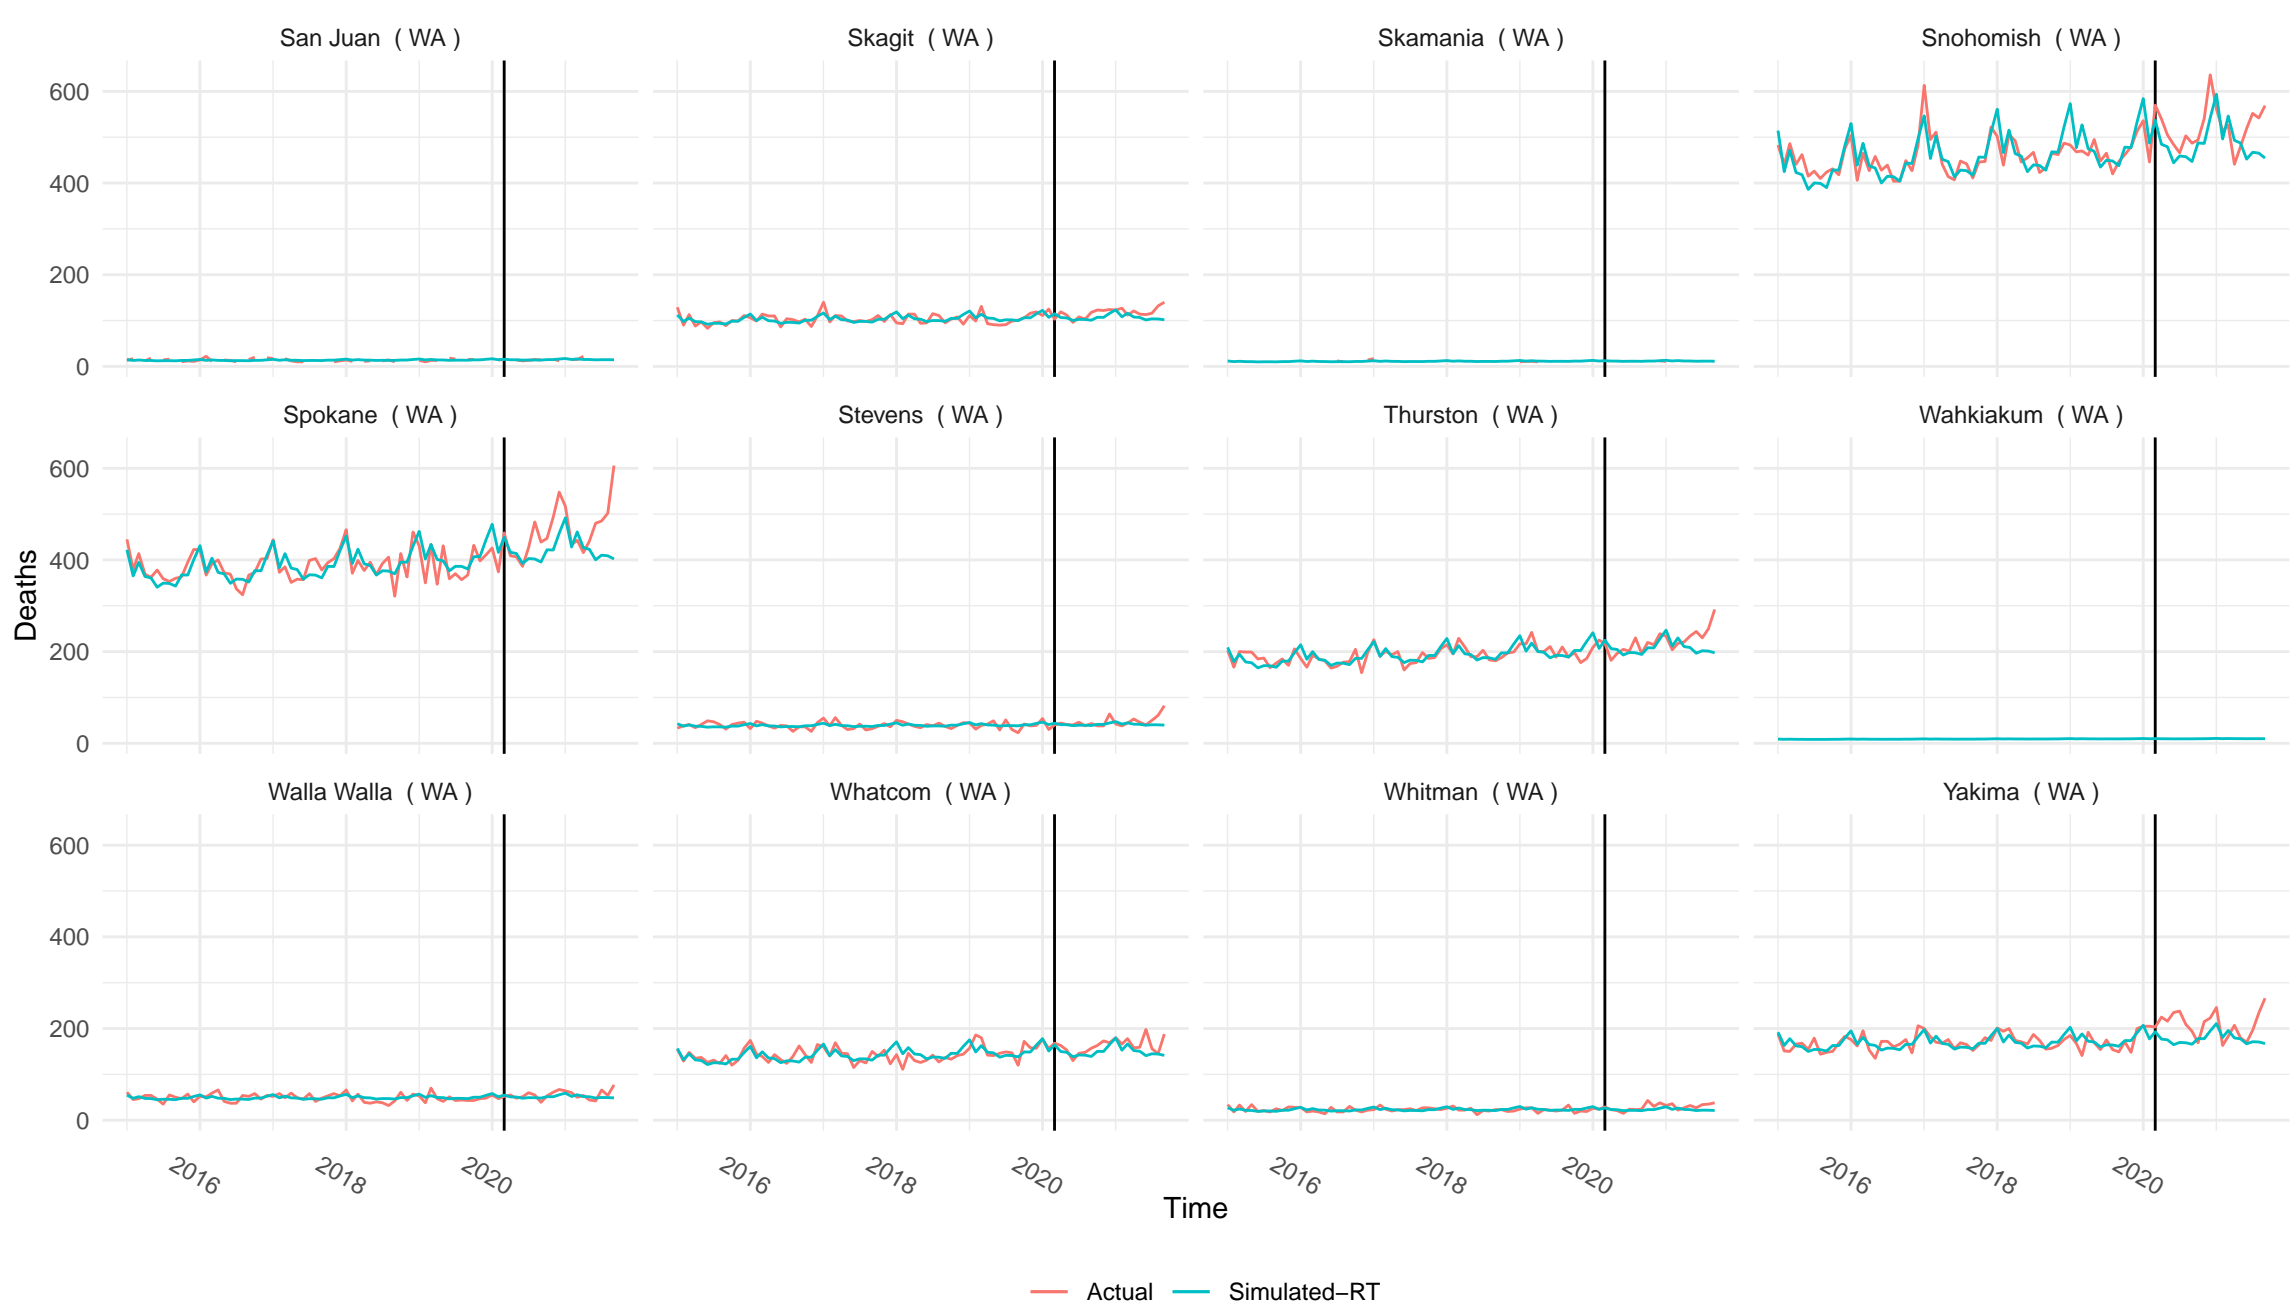 San Juan ( WA )
Skagit ( WA )
Skamania ( WA )
Snohomish ( WA )
600
400
200
0
Spokane ( WA )
Stevens ( WA )
Thurston ( WA )
Wahkiakum ( WA )
600
400
200
0
Deaths
Walla Walla ( WA )
Whatcom ( WA )
Whitman ( WA )
Yakima ( WA )
600
400
200
0
2016
2018
2020
2016
2018
2020
2016
2018
2020
2016
2018
2020
Time
Actual
Simulated−RT